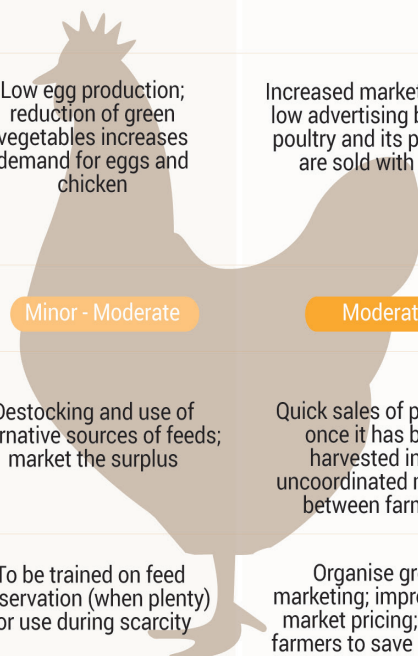 Low egg production;
reduction of green
vegetables increases
demand for eggs and
chicken
Increased market
low advertising
poultry and its
are sold with
Minor - Moderate
Moderat
Destocking and use of
rnative sources of feeds;
market the surplus
Quick sales of
once it has
harvested
uncoordinated
between farm
To be trained on feed
servation (when plenty)
or use during scarcity
Organise
marketing;
market pricing;
farmers to save